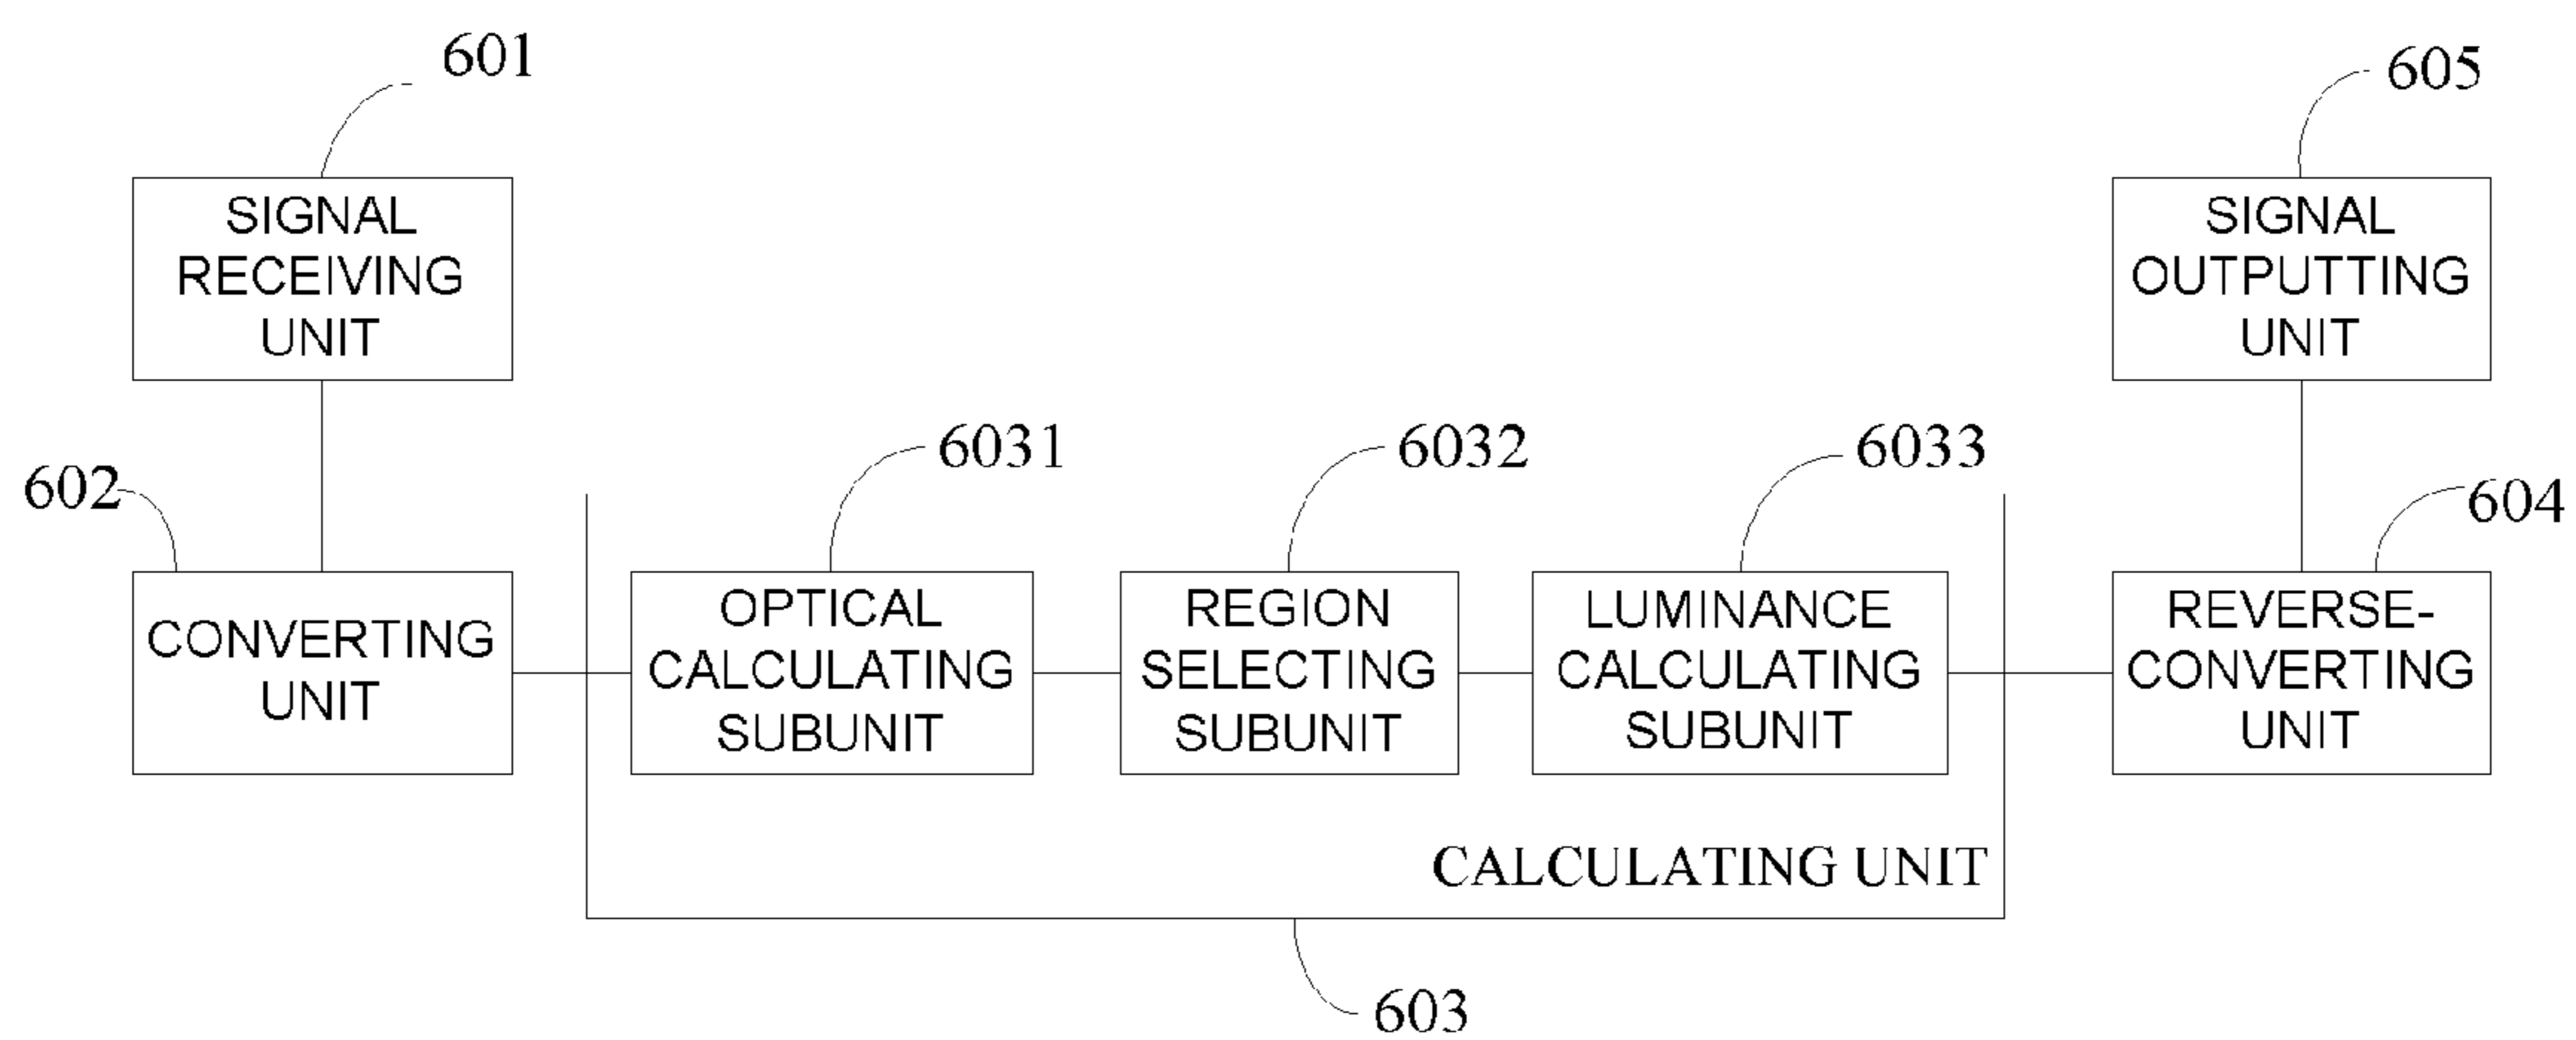 601
605
SIGNAL
RECEIVING
UNIT
SIGNAL
OUTPUTTING
UNIT
602
6031
6032
6033
604
CONVERTING
UNIT
OPTICAL
CALCULATING
SUBUNIT
REGION
SELECTING
SUBUNIT
LUMINANCE
CALCULATING
SUBUNIT
REVERSE-
CONVERTING
UNIT
CALCULATING UNIT
603